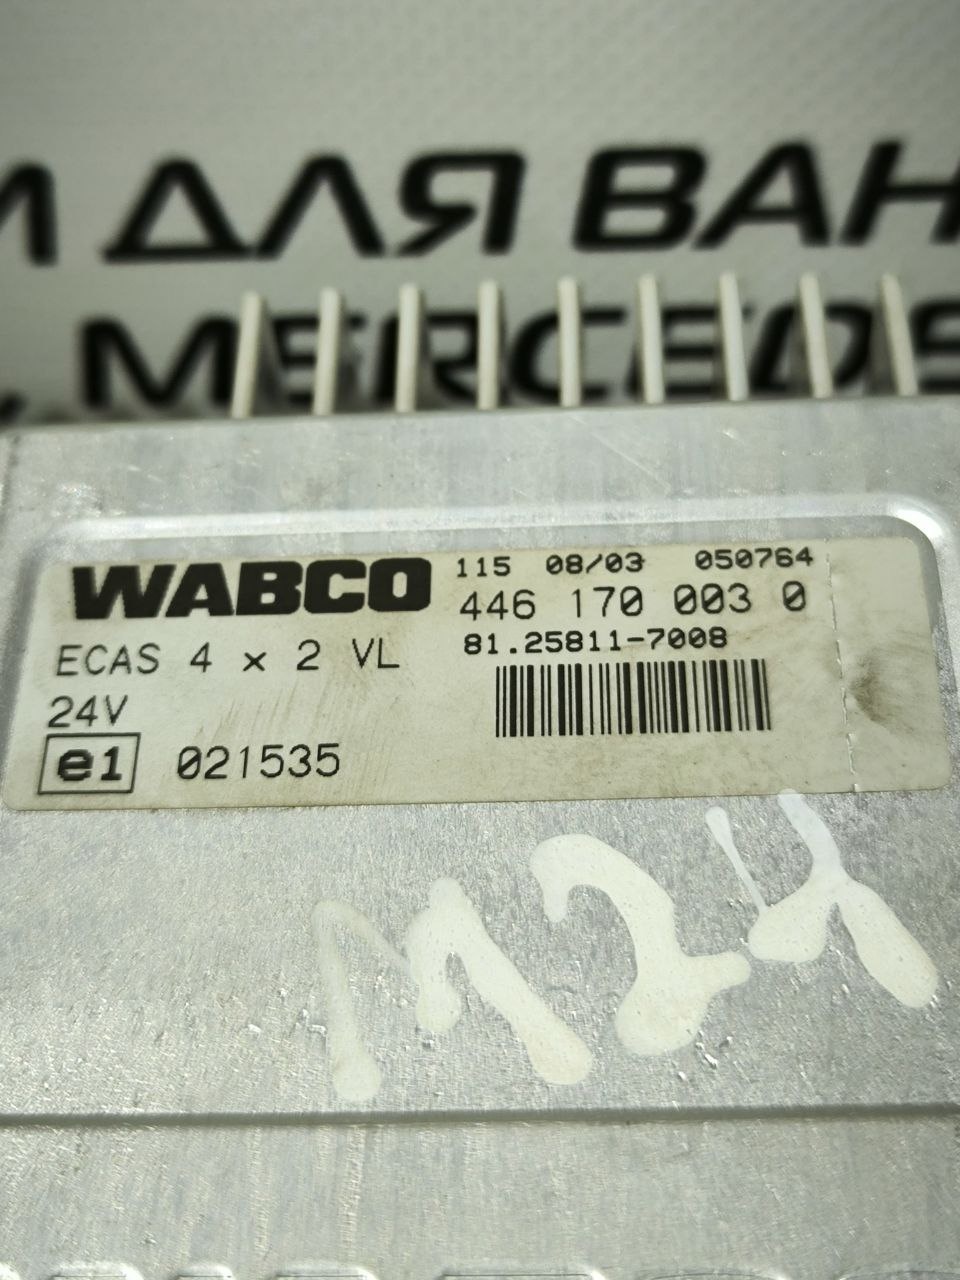 ДЛЯ ВАН
, MERCEDES
WABCO
115 08/03 050764
446 170 003 0
81.25811-7008
ECAS 4 x 2 VL
24V
e1 021535
M24